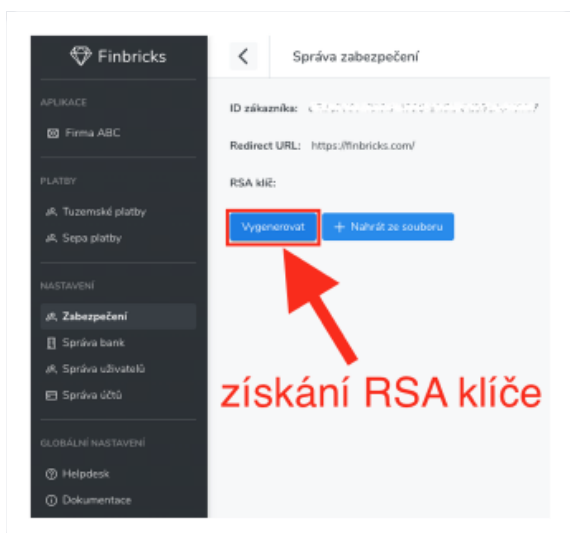 Finbricks
Správa zabezpečení
APLIKACE
Firma ABC
ID zákazníka:
Redirect URL: https://finbricks.com/
RSA klíč:
Vygenerovat
+ Nahrát ze souboru
PLATBY
Tuzemské platby
Sepa platby
NASTAVENÍ
Zabezpečení
Správa bank
Správa uživatelů
Správa účtů
získání RSA klíče
GLOBÁLNÍ NASTAVENÍ
Helpdesk
Dokumentace